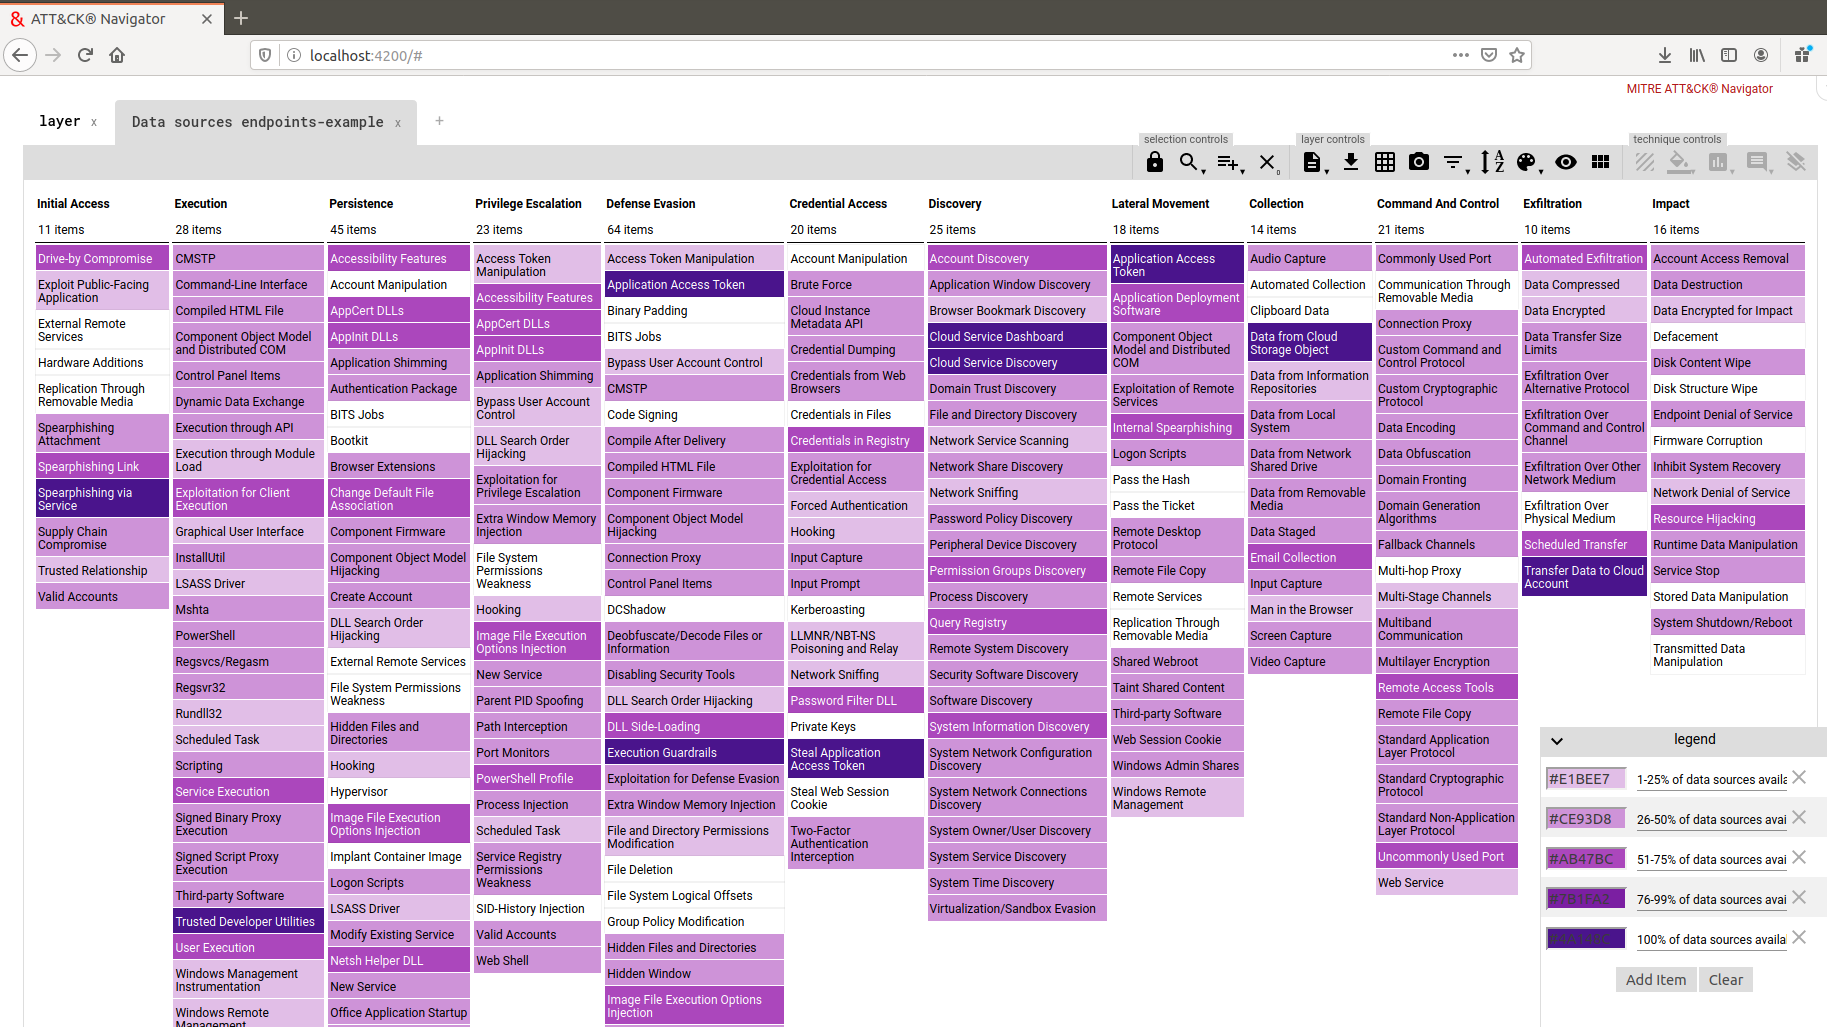 ATT&CK® Navigator
localhost:4200/#
MITRE ATT&CK® Navigator
layer x
Data sources endpoints-example x
selection controls
layer controls
technique controls
Initial Access
11 items
Drive-by Compromise
Exploit Public-Facing
Application
External Remote
Services
Hardware Additions
Replication Through
Removable Media
Spearphishing
Attachment
Spearphishing Link
Spearphishing via
Service
Supply Chain
Compromise
Trusted Relationship
Valid Accounts
Execution
28 items
CMSTP
Command-Line Interface
Compiled HTML File
Component Object Model
and Distributed COM
Control Panel Items
Dynamic Data Exchange
Execution through API
Execution through Module
Load
Exploitation for Client
Execution
Graphical User Interface
InstallUtil
LSASS Driver
Mshta
PowerShell
Regsvcs/Regasm
Regsvr32
Rundll32
Scheduled Task
Scripting
Service Execution
Signed Binary Proxy
Execution
Signed Script Proxy
Execution
Third-party Software
Trusted Developer Utilities
User Execution
Windows Management
Instrumentation
Windows Remote
Management
Persistence
45 items
Accessibility Features
Account Manipulation
AppCert DLLs
AppInit DLLs
Application Shimming
Authentication Package
BITS Jobs
Bootkit
Browser Extensions
Change Default File
Association
Component Firmware
Component Object Model
Hijacking
Create Account
DLL Search Order
Hijacking
External Remote Services
File System Permissions
Weakness
Hidden Files and
Directories
Hooking
Hypervisor
Image File Execution
Options Injection
Implant Container Image
Logon Scripts
LSASS Driver
Modify Existing Service
Netsh Helper DLL
New Service
Office Application Startup
Privilege Escalation
23 items
Access Token
Manipulation
Accessibility Features
AppCert DLLs
AppInit DLLs
Application Shimming
Bypass User Account
Control
DLL Search Order
Hijacking
Exploitation for
Privilege Escalation
Extra Window Memory
Injection
File System
Permissions
Weakness
Hooking
Image File Execution
Options Injection
New Service
Parent PID Spoofing
Path Interception
Port Monitors
PowerShell Profile
Process Injection
Scheduled Task
Service Registry
Permissions
Weakness
SID-History Injection
Valid Accounts
Web Shell
Defense Evasion
64 items
Access Token Manipulation
Application Access Token
Binary Padding
BITS Jobs
Bypass User Account Control
CMSTP
Code Signing
Compile After Delivery
Compiled HTML File
Component Firmware
Component Object Model
Hijacking
Connection Proxy
Control Panel Items
DCShadow
Deobfuscate/Decode Files or
Information
Disabling Security Tools
DLL Search Order Hijacking
DLL Side-Loading
Execution Guardrails
Exploitation for Defense Evasion
Extra Window Memory Injection
File and Directory Permissions
Modification
File Deletion
File System Logical Offsets
Group Policy Modification
Hidden Files and Directories
Hidden Window
Image File Execution Options
Injection
Credential Access
20 items
Account Manipulation
Brute Force
Cloud Instance
Metadata API
Credential Dumping
Credentials from Web
Browsers
Credentials in Files
Credentials in Registry
Exploitation for
Credential Access
Forced Authentication
Hooking
Input Capture
Input Prompt
Kerberoasting
LLMNR/NBT-NS
Poisoning and Relay
Network Sniffing
Password Filter DLL
Private Keys
Steal Application
Access Token
Steal Web Session
Cookie
Two-Factor
Authentication
Interception
Discovery
25 items
Account Discovery
Application Window Discovery
Browser Bookmark Discovery
Cloud Service Dashboard
Cloud Service Discovery
Domain Trust Discovery
File and Directory Discovery
Network Service Scanning
Network Share Discovery
Network Sniffing
Password Policy Discovery
Peripheral Device Discovery
Permission Groups Discovery
Process Discovery
Query Registry
Remote System Discovery
Security Software Discovery
Software Discovery
System Information Discovery
System Network Configuration
Discovery
System Network Connections
Discovery
System Owner/User Discovery
System Service Discovery
System Time Discovery
Virtualization/Sandbox Evasion
Lateral Movement
18 items
Application Access
Token
Application Deployment
Software
Component Object
Model and Distributed
COM
Exploitation of Remote
Services
Internal Spearphishing
Logon Scripts
Pass the Hash
Pass the Ticket
Remote Desktop
Protocol
Remote File Copy
Remote Services
Replication Through
Removable Media
Shared Webroot
Taint Shared Content
Third-party Software
Web Session Cookie
Windows Admin Shares
Windows Remote
Management
Collection
14 items
Audio Capture
Automated Collection
Clipboard Data
Data from Cloud
Storage Object
Data from Information
Repositories
Data from Local
System
Data from Network
Shared Drive
Data from Removable
Media
Data Staged
Email Collection
Input Capture
Man in the Browser
Screen Capture
Video Capture
Command And Control
21 items
Commonly Used Port
Communication Through
Removable Media
Connection Proxy
Custom Command and
Control Protocol
Custom Cryptographic
Protocol
Data Encoding
Data Obfuscation
Domain Fronting
Domain Generation
Algorithms
Fallback Channels
Multi-hop Proxy
Multi-Stage Channels
Multiband
Communication
Multilayer Encryption
Remote Access Tools
Remote File Copy
Standard Application
Layer Protocol
Standard Cryptographic
Protocol
Standard Non-Application
Layer Protocol
Uncommonly Used Port
Web Service
Exfiltration
10 items
Automated Exfiltration
Data Compressed
Data Encrypted
Data Transfer Size
Limits
Exfiltration Over
Alternative Protocol
Exfiltration Over
Command and Control
Channel
Exfiltration Over Other
Network Medium
Exfiltration Over
Physical Medium
Scheduled Transfer
Transfer Data to Cloud
Account
Impact
16 items
Account Access Removal
Data Destruction
Data Encrypted for Impact
Defacement
Disk Content Wipe
Disk Structure Wipe
Endpoint Denial of Service
Firmware Corruption
Inhibit System Recovery
Network Denial of Service
Resource Hijacking
Runtime Data Manipulation
Service Stop
Stored Data Manipulation
System Shutdown/Reboot
Transmitted Data
Manipulation
legend
#E1BEE7 1-25% of data sources availa
#CE93D8 26-50% of data sources avai
#AB47BC 51-75% of data sources avai
#7B1FA2 76-99% of data sources avai
#4A148C 100% of data sources availa
Add Item Clear